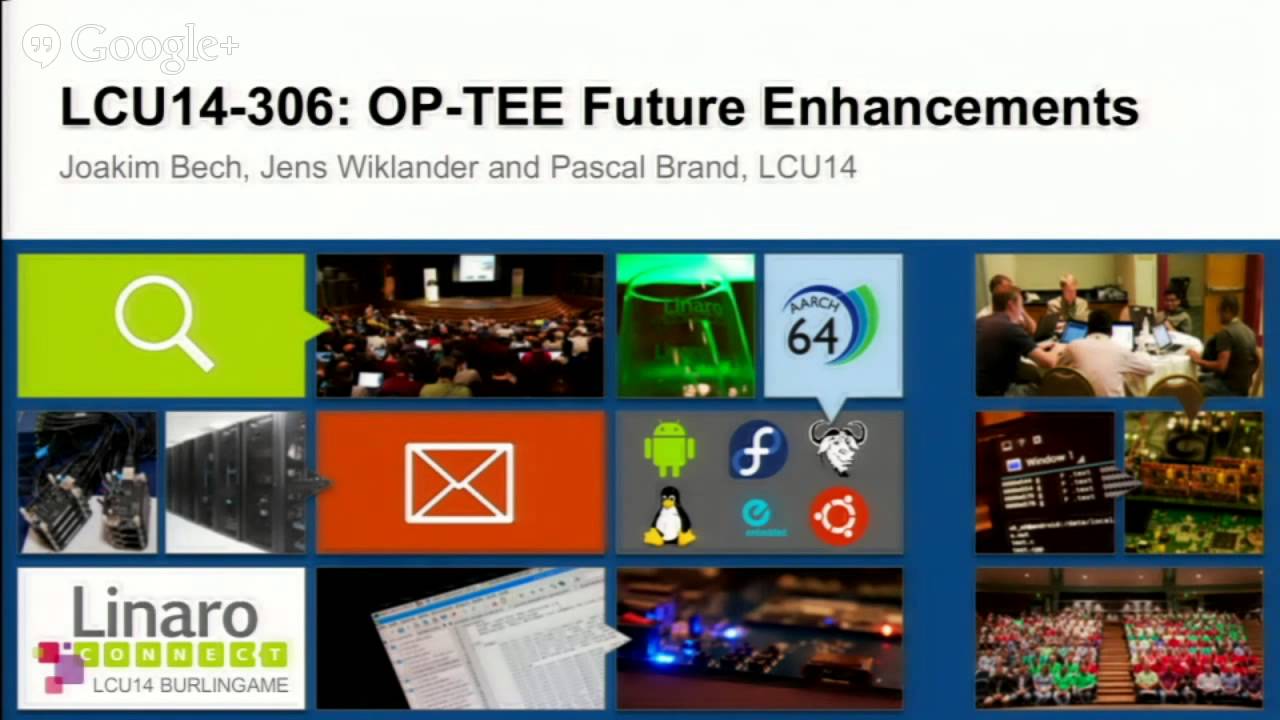 Google+
LCU14-306: OP-TEE Future Enhancements
Joakim Bech, Jens Wiklander and Pascal Brand, LCU14
Linaro
AARCH
64
Window 1
Linaro
CONNECT
LCU14 BURLINGAME